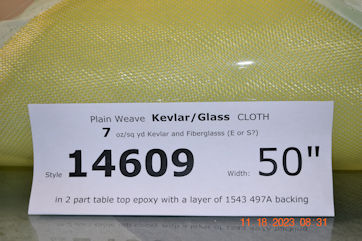 Plain Weave Kevlar/Glass CLOTH
7 oz/sq yd Kevlar and Fiberglasss (E or S?)
Style 14609 Width: 50"
in 2 part table top epoxy with a layer of 1543 497A backing
11.18.2023 08:31